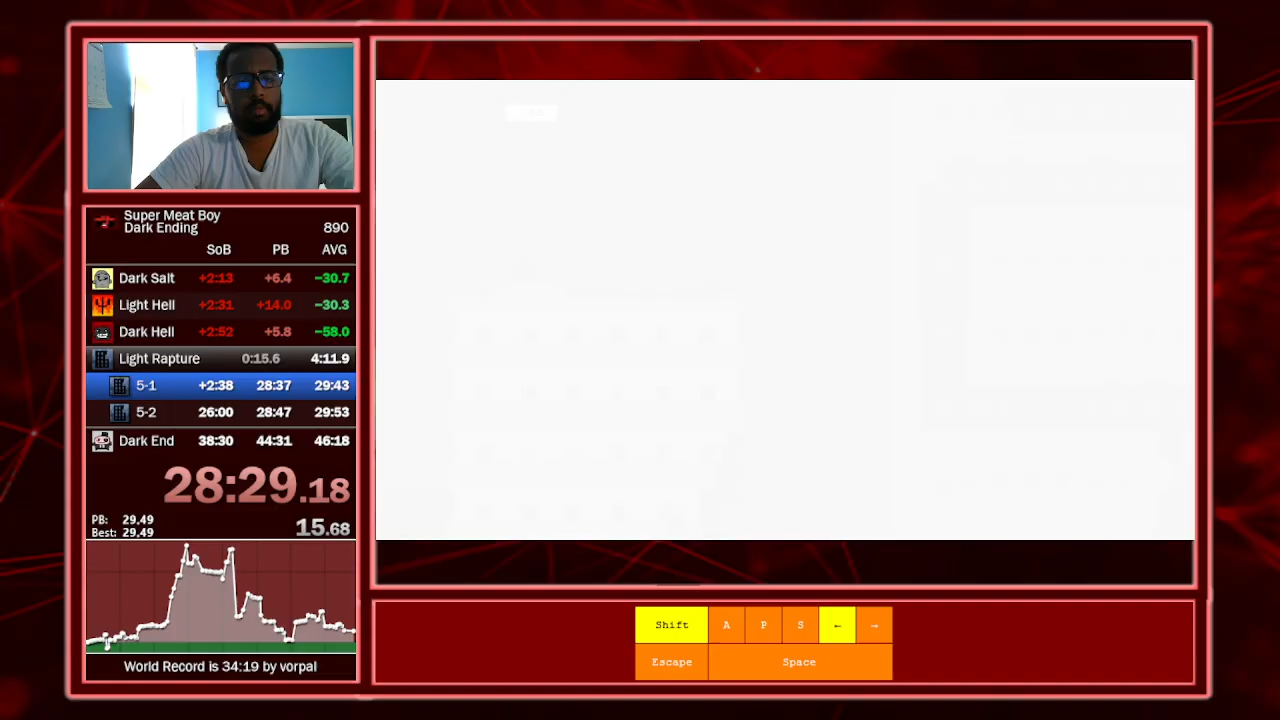 Super Meat Boy
Dark Ending 890
SoB PB AVG
Dark Salt +2:13 +6.4 −30.7
Light Hell +2:31 +14.0 −30.3
Dark Hell +2:52 +5.8 −58.0
Light Rapture 0:15.6 4:11.9
5-1 +2:38 28:37 29:43
5-2 26:00 28:47 29:53
Dark End 38:30 44:31 46:18
28:29.18
PB: 29.49
Best: 29.49
15.68
World Record is 34:19 by vorpal
Shift A P S ← →
Escape Space